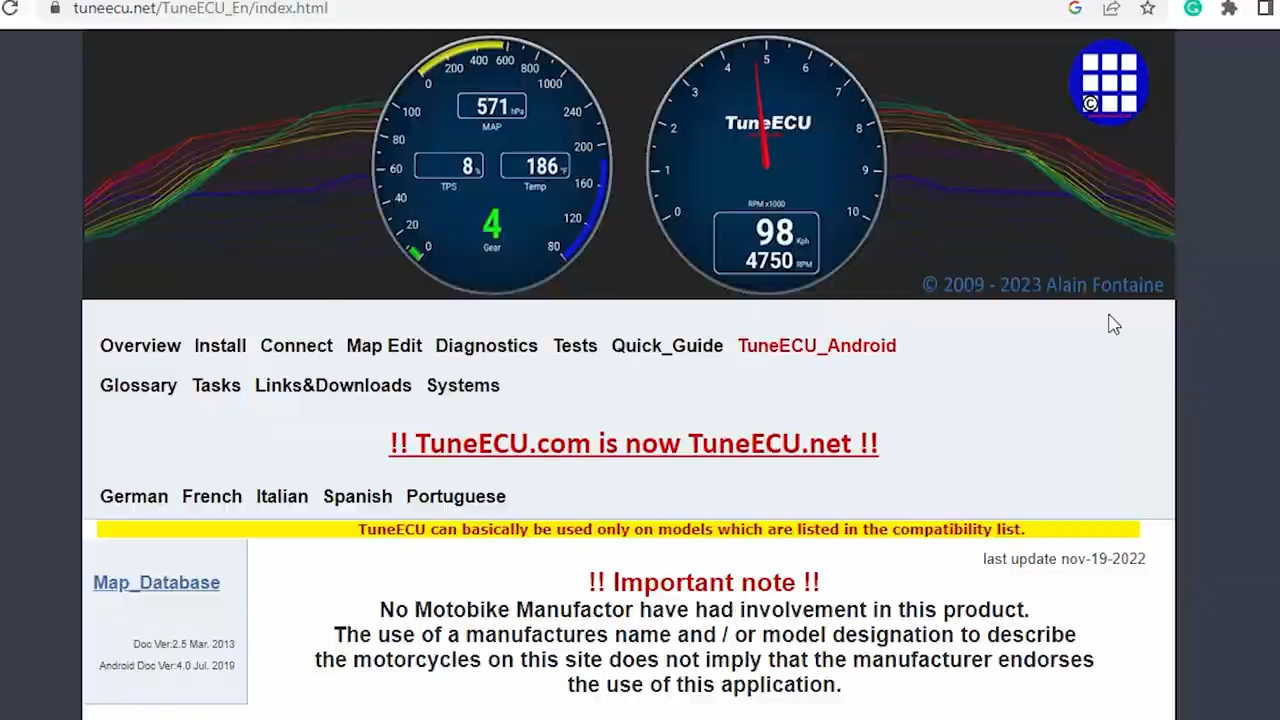 tuneecu.net/TuneECU_En/index.html
0 200 400 600 800 1000
571 hPa
MAP
100
80
60
40
20
0
240
200
160
120
80
8
TPS
186 °F
Temp
4
Gear
0 1 2 3 4 5 6 7 8 9 10
TuneECU
RPM x1000
98 Kph
4750 RPM
©
© 2009 - 2023 Alain Fontaine
Overview Install Connect Map Edit Diagnostics Tests Quick_Guide TuneECU_Android
Glossary Tasks Links&Downloads Systems
!! TuneECU.com is now TuneECU.net !!
German French Italian Spanish Portuguese
TuneECU can basically be used only on models which are listed in the compatibility list.
last update nov-19-2022
Map_Database
Doc Ver:2.5 Mar. 2013
Android Doc Ver:4.0 Jul. 2019
!! Important note !!
No Motobike Manufactor have had involvement in this product.
The use of a manufactures name and / or model designation to describe
the motorcycles on this site does not imply that the manufacturer endorses
the use of this application.